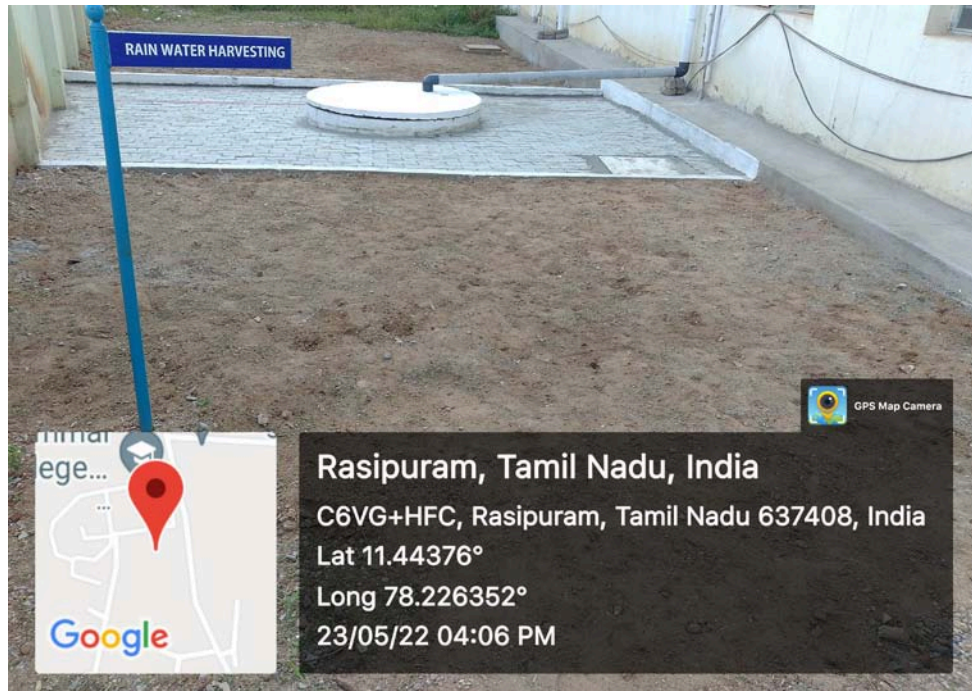 RAIN WATER HARVESTING
GPS Map Camera
ege...
...
Google
Rasipuram, Tamil Nadu, India
C6VG+HFC, Rasipuram, Tamil Nadu 637408, India
Lat 11.44376°
Long 78.226352°
23/05/22 04:06 PM